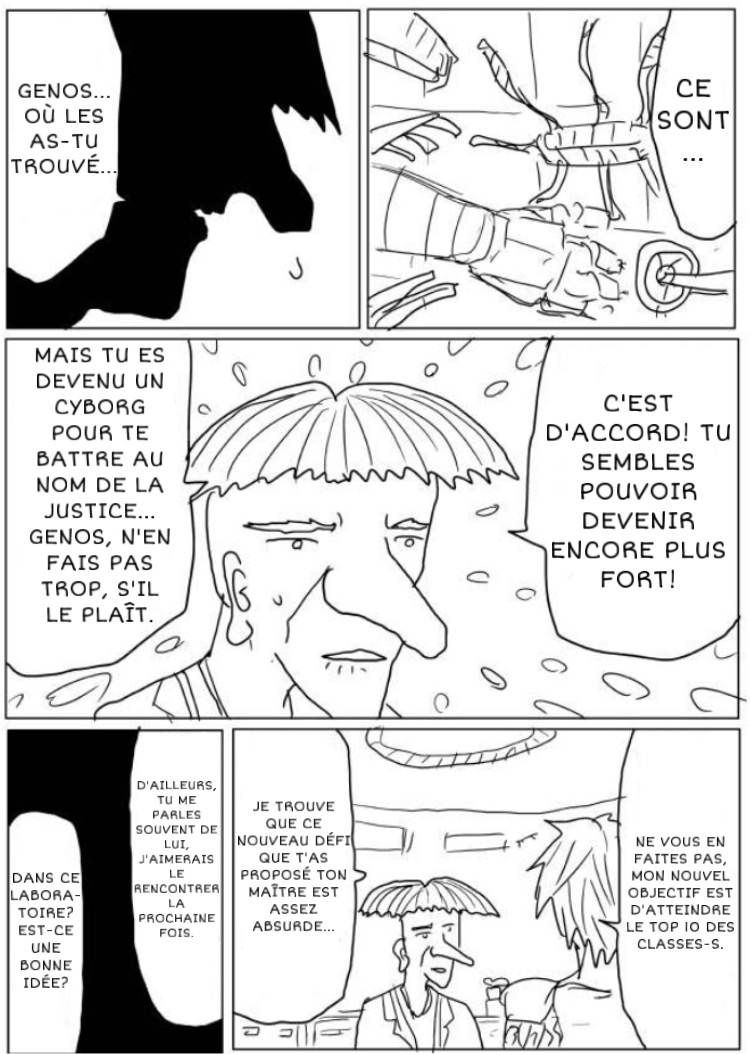 CE
SONT
...
GENOS...
OÙ LES
AS-TU
TROUVÉ...
C'EST
D'ACCORD! TU
SEMBLES
POUVOIR
DEVENIR
ENCORE PLUS
FORT!
MAIS TU ES
DEVENU UN
CYBORG
POUR TE
BATTRE AU
NOM DE LA
JUSTICE...
GENOS, N'EN
FAIS PAS
TROP, S'IL
LE PLAÎT.
NE VOUS EN
FAITES PAS,
MON NOUVEL
OBJECTIF EST
D'ATTEINDRE
LE TOP 10 DES
CLASSES-S.
JE TROUVE
QUE CE
NOUVEAU DÉFI
QUE T'AS
PROPOSÉ TON
MAÎTRE EST
ASSEZ
ABSURDE...
D'AILLEURS,
TU ME
PARLES
SOUVENT DE
LUI,
J'AIMERAIS
LE
RENCONTRER
LA
PROCHAINE
FOIS.
DANS CE
LABORA-
TOIRE?
EST-CE
UNE
BONNE
IDÉE?